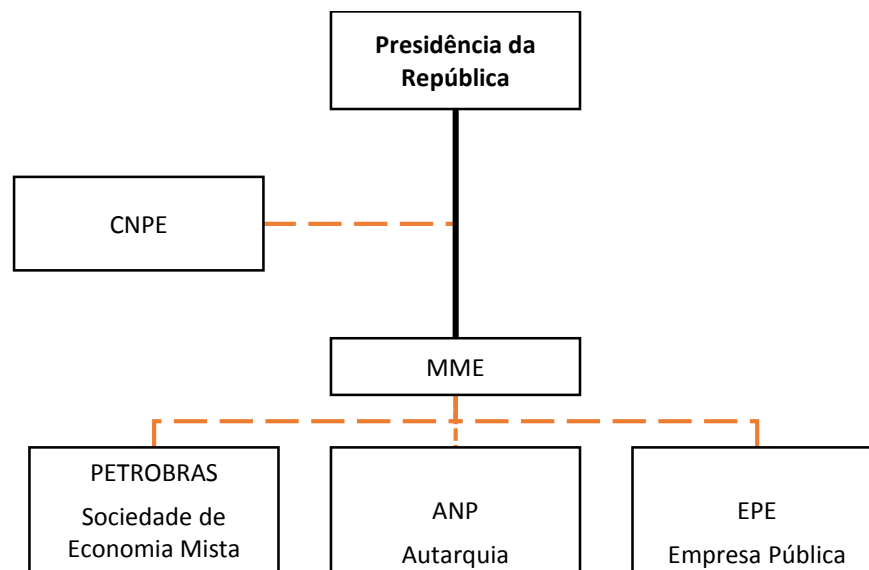 Presidência da
República
CNPE
MME
PETROBRAS
Sociedade de
Economia Mista
ANP
Autarquia
EPE
Empresa Pública